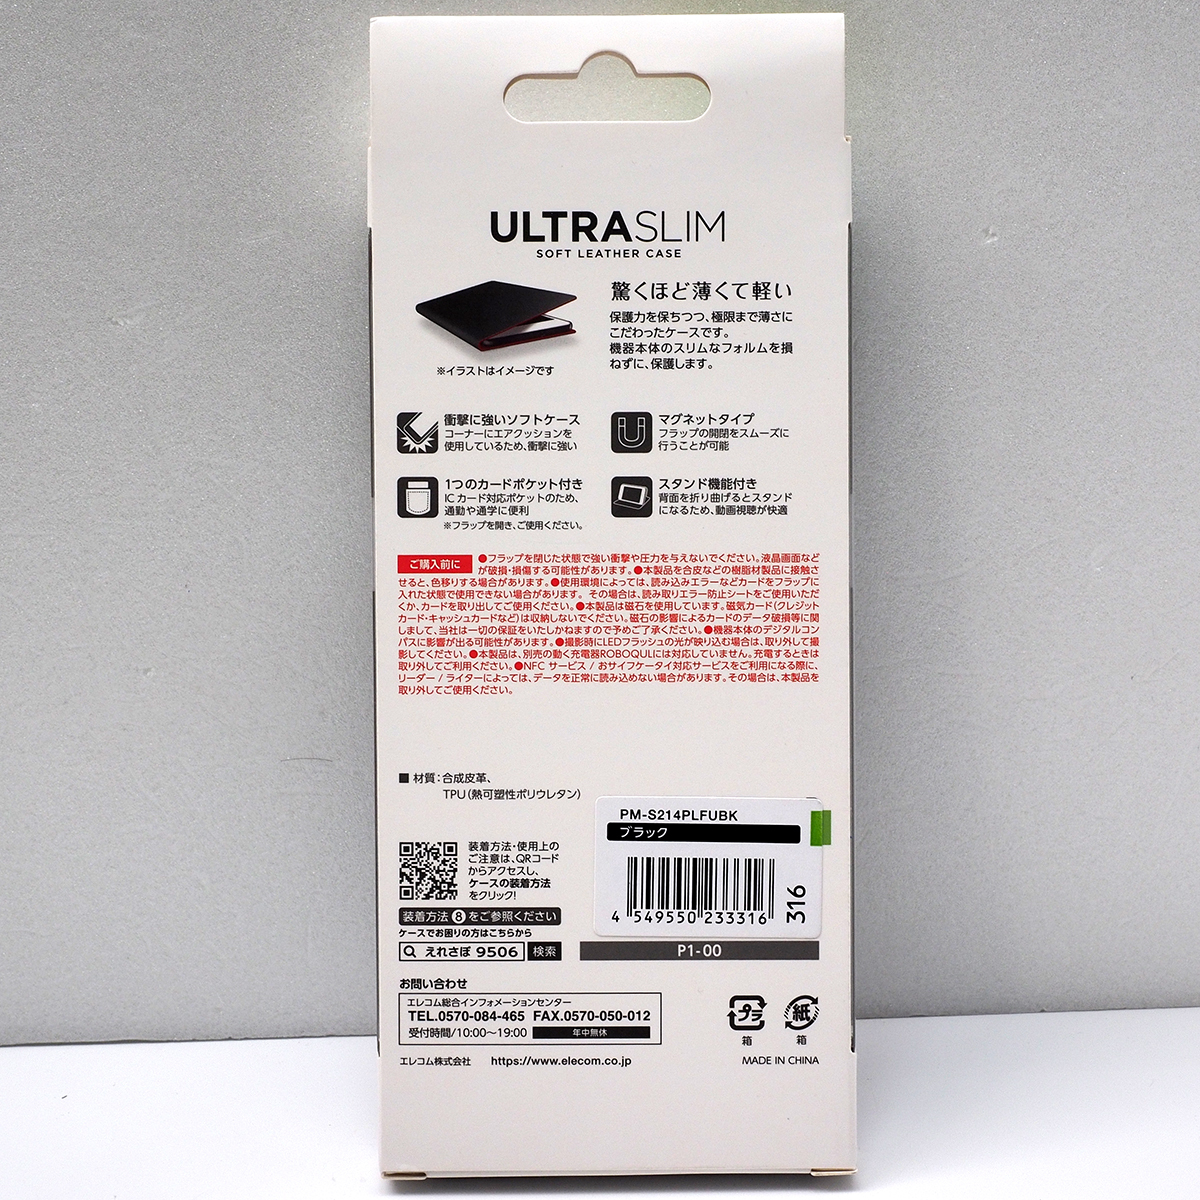 ULTRASLIM
SOFT LEATHER CASE
※イラストはイメージです
驚くほど薄くて軽い
保護力を保ちつつ、極限まで薄さに
こだわったケースです。
機器本体のスリムなフォルムを損
ねずに、保護します。
衝撃に強いソフトケース
コーナーにエアクッションを
使用しているため、衝撃に強い
マグネットタイプ
フラップの開閉をスムーズに
行うことが可能
1つのカードポケット付き
ICカード対応ポケットのため、
通勤や通学に便利
※フラップを開き、ご使用ください。
スタンド機能付き
背面を折り曲げるとスタンド
になるため、動画視聴が快適
ご購入前に ●フラップを閉じた状態で強い衝撃や圧力を与えないでください。液晶画面など
が破損・損傷する可能性があります。●本製品を合皮などの樹脂材製品に接触さ
せると、色移りする場合があります。●使用環境によっては、読み込みエラーなどカードをフラップに
入れた状態で使用できない場合があります。その場合は、読み取りエラー防止シートをご使用いただ
くか、カードを取り出してご使用ください。●本製品は磁石を使用しています。磁気カード(クレジット
カード・キャッシュカードなど)は収納しないでください。磁石の影響によるカードのデータ破損等に関
しまして、当社は一切の保証をいたしかねますので予めご了承ください。●機器本体のデジタルコン
パスに影響が出る可能性があります。●撮影時にLEDフラッシュの光が映り込む場合は、取り外して撮
影してください。●本製品は、別売の動く充電器ROBOQULには対応していません。充電するときは
取り外してご利用ください。●NFC サービス / おサイフケータイ対応サービスをご利用になる際に、
リーダー / ライターによっては、データを正常に読み込めない場合があります。その場合は、本製品を
取り外してご使用ください。
■ 材質:合成皮革、
TPU(熱可塑性ポリウレタン)
PM-S214PLFUBK
ブラック
4 549550 233316
316
装着方法・使用上の
ご注意は、QRコード
からアクセスし、
ケースの装着方法
をクリック!
装着方法 8 をご参照ください
ケースでお困りの方はこちらから
えれさぽ 9506 検索
P1-00
お問い合わせ
エレコム総合インフォメーションセンター
TEL.0570-084-465 FAX.0570-050-012
受付時間/10:00〜19:00 年中無休
プラ
箱
紙
箱
エレコム株式会社 https://www.elecom.co.jp
MADE IN CHINA